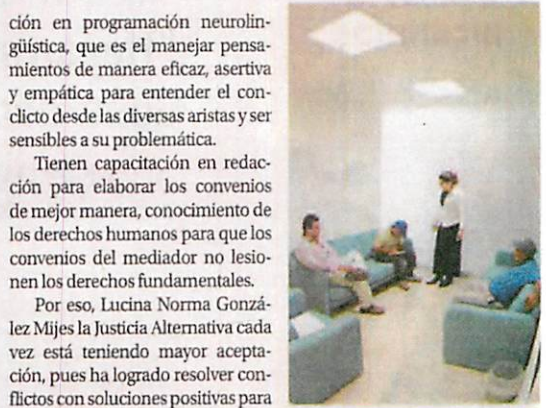 ción en programación neurolin-
güística, que es el manejar pensa-
mientos de manera eficaz, asertiva
y empática para entender el con-
clicto desde las diversas aristas y ser
sensibles a su problemática.
Tienen capacitación en redac-
ción para elaborar los convenios
de mejor manera, conocimiento de
los derechos humanos para que los
convenios del mediador no lesio-
nen los derechos fundamentales.
Por eso, Lucina Norma Gonzá-
lez Mijes la Justicia Alternativa cada
vez está teniendo mayor acepta-
ción, pues ha logrado resolver con-
flictos con soluciones positivas para